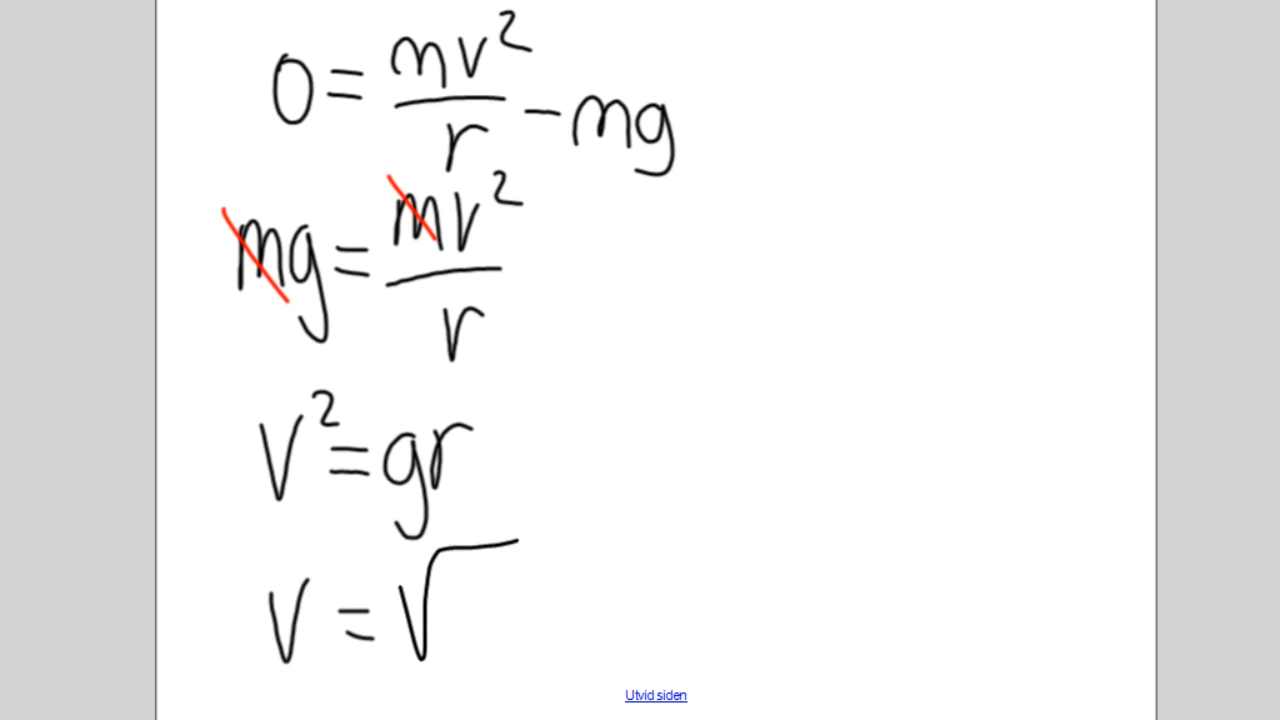 0 = mv²/r - mg
mg = mv²/r
v² = gr
v = √
Utvid siden